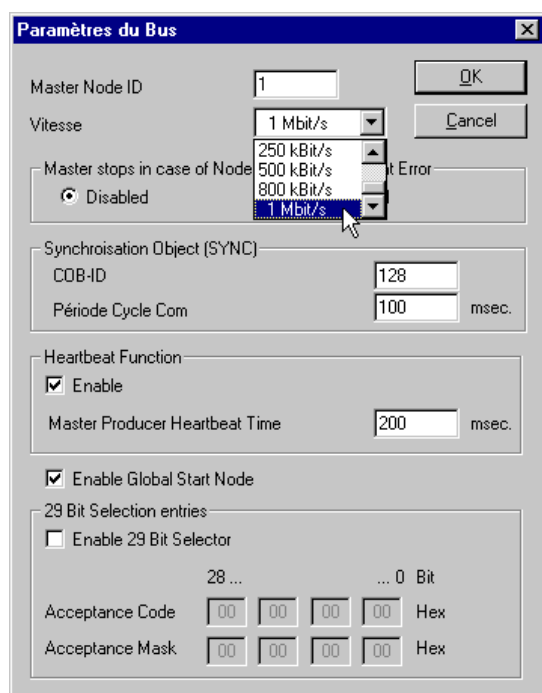 Paramètres du Bus
Master Node ID 1 OK
Vitesse 1 Mbit/s Cancel
250 kBit/s
Master stops in case of Node 500 kBit/s t Error
Disabled 800 kBit/s
1 Mbit/s
Synchroisation Object (SYNC)
COB-ID 128
Période Cycle Com 100 msec.
Heartbeat Function
Enable
Master Producer Heartbeat Time 200 msec.
Enable Global Start Node
29 Bit Selection entries
Enable 29 Bit Selector
28 ... ... 0 Bit
Acceptance Code 00 00 00 00 Hex
Acceptance Mask 00 00 00 00 Hex